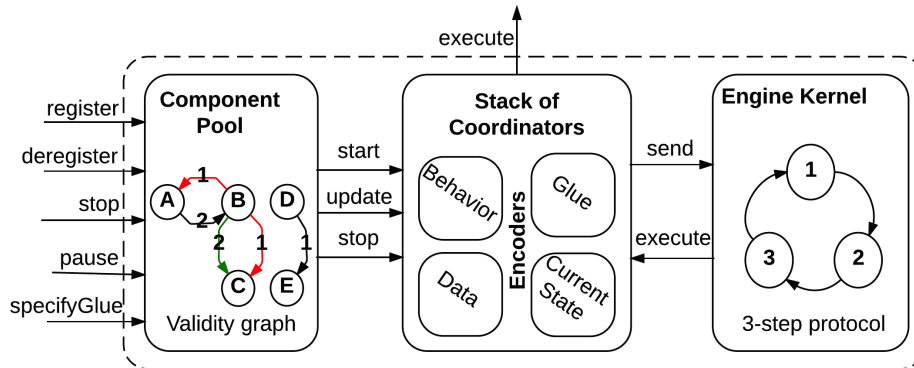 execute
register
deregister
stop
pause
specifyGlue
Component
Pool
1
A
B
D
2
2
1
1
C
E
Validity graph
start
update
stop
Stack of
Coordinators
Behavior
Glue
Encoders
Data
Current
State
send
execute
Engine Kernel
1
3
2
3-step protocol